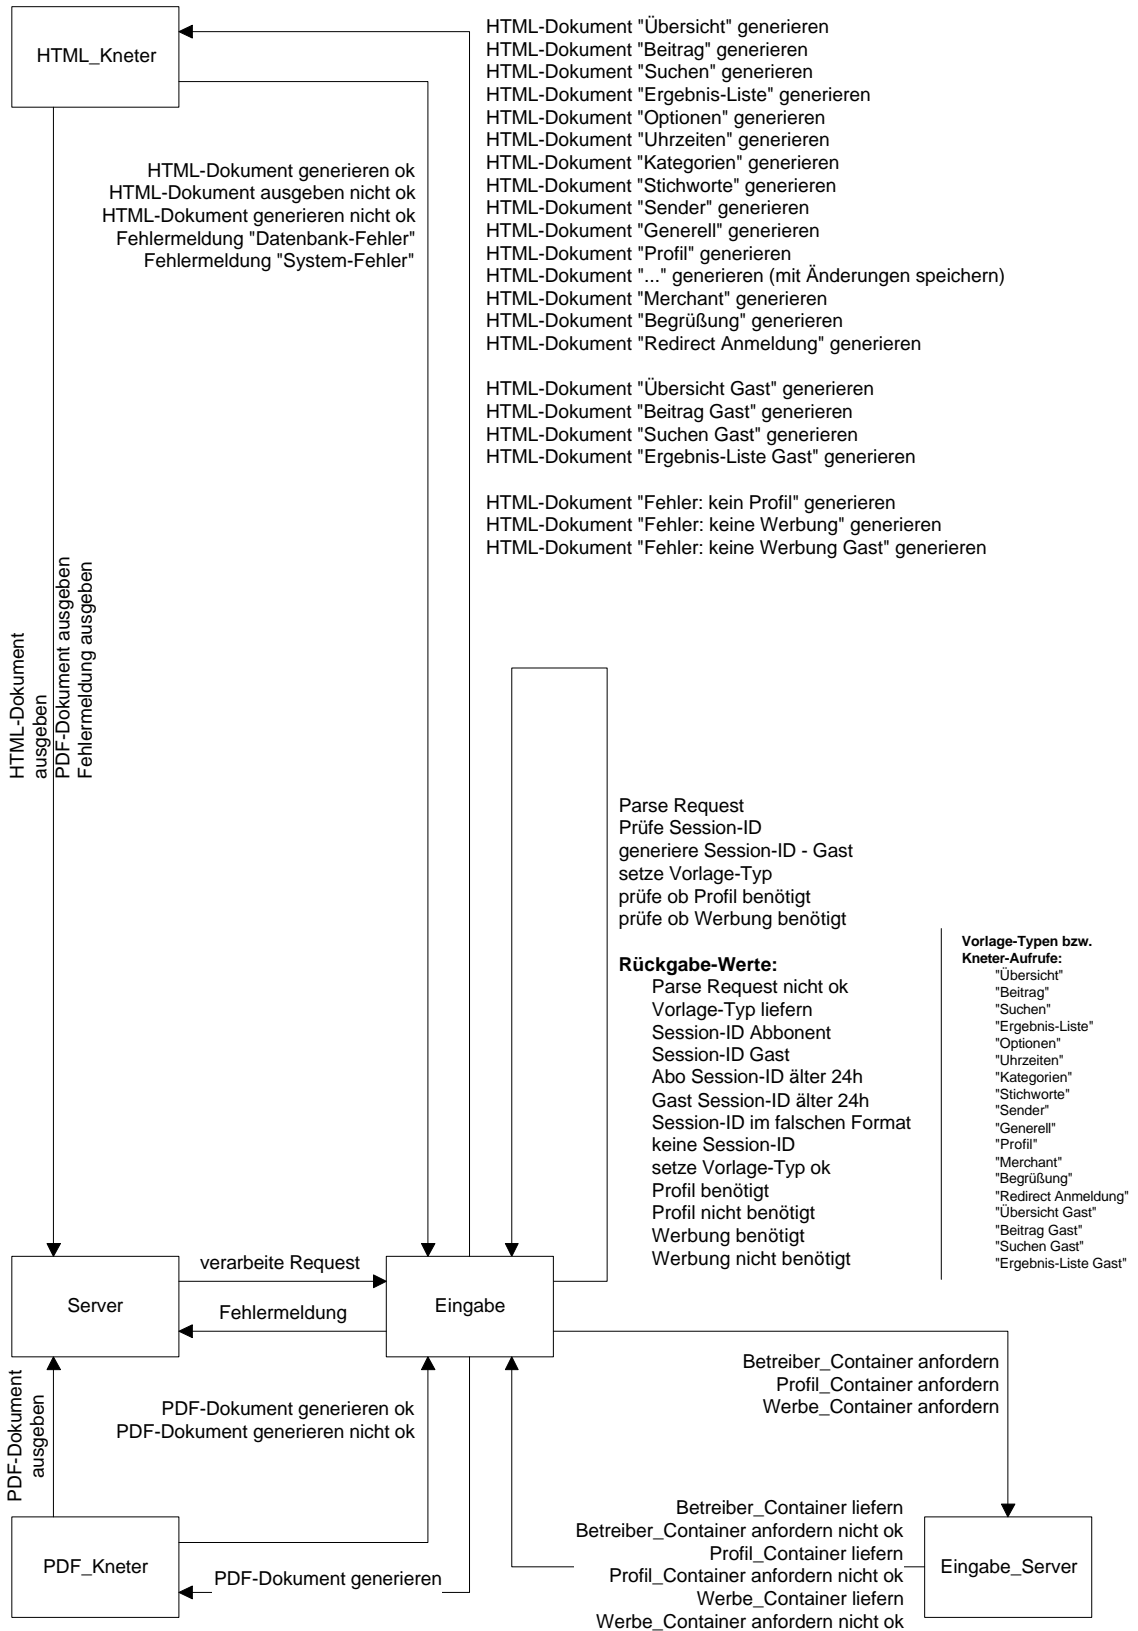 HTML_Kneter
HTML-Dokument "Übersicht" generieren
HTML-Dokument "Beitrag" generieren
HTML-Dokument "Suchen" generieren
HTML-Dokument "Ergebnis-Liste" generieren
HTML-Dokument "Optionen" generieren
HTML-Dokument "Uhrzeiten" generieren
HTML-Dokument "Kategorien" generieren
HTML-Dokument "Stichworte" generieren
HTML-Dokument "Sender" generieren
HTML-Dokument "Generell" generieren
HTML-Dokument "Profil" generieren
HTML-Dokument "..." generieren (mit Änderungen speichern)
HTML-Dokument "Merchant" generieren
HTML-Dokument "Begrüßung" generieren
HTML-Dokument "Redirect Anmeldung" generieren
HTML-Dokument "Übersicht Gast" generieren
HTML-Dokument "Beitrag Gast" generieren
HTML-Dokument "Suchen Gast" generieren
HTML-Dokument "Ergebnis-Liste Gast" generieren
HTML-Dokument "Fehler: kein Profil" generieren
HTML-Dokument "Fehler: keine Werbung" generieren
HTML-Dokument "Fehler: keine Werbung Gast" generieren
HTML-Dokument generieren ok
HTML-Dokument ausgeben nicht ok
HTML-Dokument generieren nicht ok
Fehlermeldung "Datenbank-Fehler"
Fehlermeldung "System-Fehler"
HTML-Dokument
ausgeben
PDF-Dokument ausgeben
Fehlermeldung ausgeben
Parse Request
Prüfe Session-ID
generiere Session-ID - Gast
setze Vorlage-Typ
prüfe ob Profil benötigt
prüfe ob Werbung benötigt
Rückgabe-Werte:
Parse Request nicht ok
Vorlage-Typ liefern
Session-ID Abbonent
Session-ID Gast
Abo Session-ID älter 24h
Gast Session-ID älter 24h
Session-ID im falschen Format
keine Session-ID
setze Vorlage-Typ ok
Profil benötigt
Profil nicht benötigt
Werbung benötigt
Werbung nicht benötigt
Vorlage-Typen bzw.
Kneter-Aufrufe:
"Übersicht"
"Beitrag"
"Suchen"
"Ergebnis-Liste"
"Optionen"
"Uhrzeiten"
"Kategorien"
"Stichworte"
"Sender"
"Generell"
"Profil"
"Merchant"
"Begrüßung"
"Redirect Anmeldung"
"Übersicht Gast"
"Beitrag Gast"
"Suchen Gast"
"Ergebnis-Liste Gast"
Server
verarbeite Request
Fehlermeldung
Eingabe
Betreiber_Container anfordern
Profil_Container anfordern
Werbe_Container anfordern
PDF-Dokument
ausgeben
PDF-Dokument generieren ok
PDF-Dokument generieren nicht ok
PDF_Kneter
PDF-Dokument generieren
Betreiber_Container liefern
Betreiber_Container anfordern nicht ok
Profil_Container liefern
Profil_Container anfordern nicht ok
Werbe_Container liefern
Werbe_Container anfordern nicht ok
Eingabe_Server